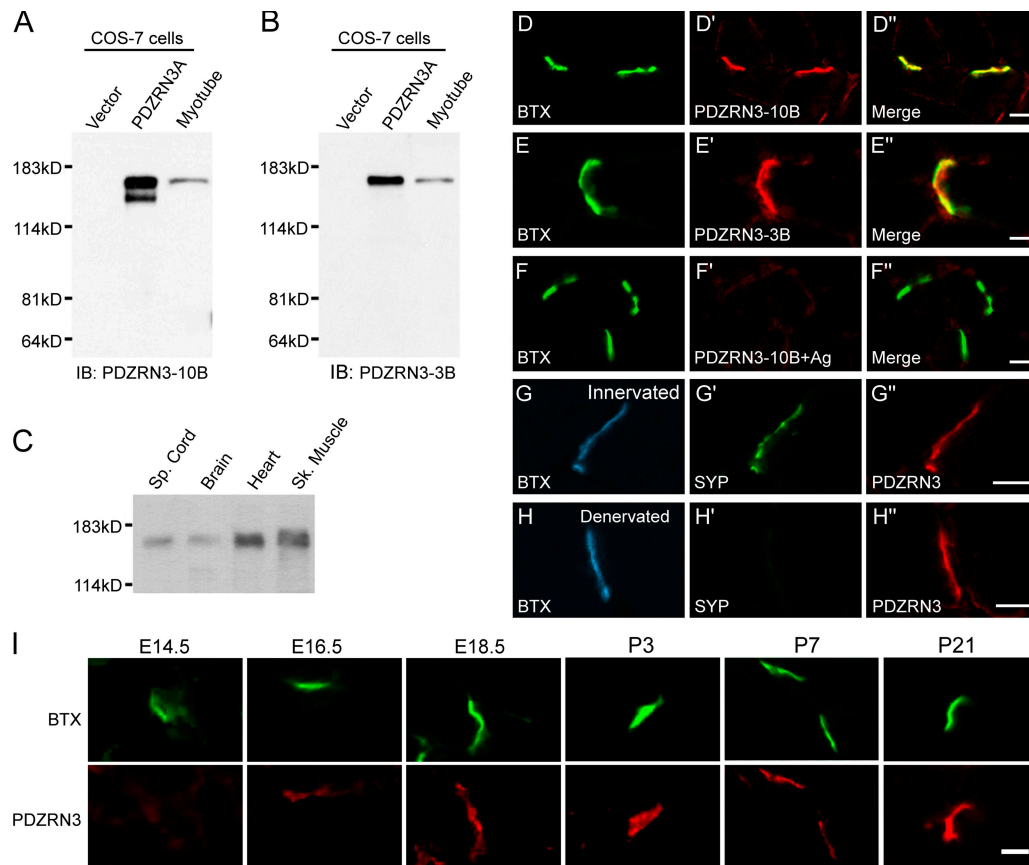 A
COS-7 cells
Vector
PDZRN3A
Myotube
183kD
114kD
81kD
64kD
IB: PDZRN3-10B
B
COS-7 cells
Vector
PDZRN3A
Myotube
183kD
114kD
81kD
64kD
IB: PDZRN3-3B
C
Sp. Cord
Brain
Heart
Sk. Muscle
183kD
114kD
D
BTX
D'
PDZRN3-10B
D"
Merge
E
BTX
E'
PDZRN3-3B
E"
Merge
F
BTX
F'
PDZRN3-10B+Ag
F"
Merge
G
Innervated
BTX
G'
SYP
G"
PDZRN3
H
Denervated
BTX
H'
SYP
H"
PDZRN3
I
E14.5 E16.5 E18.5 P3 P7 P21
BTX
PDZRN3